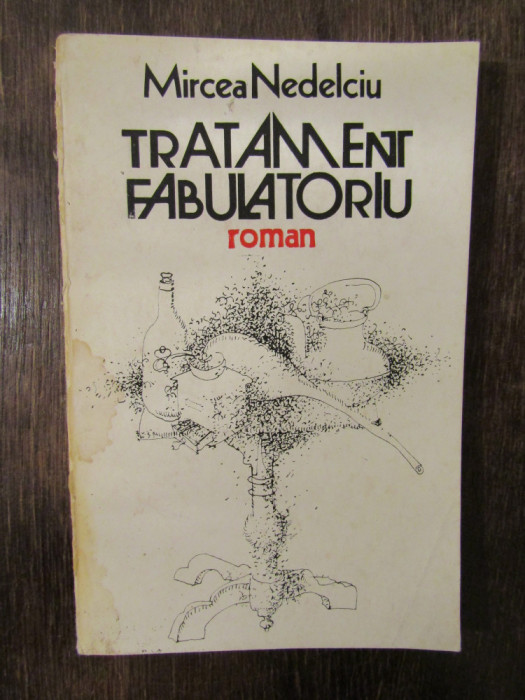 Mircea Nedelciu
TRATAMENT
FABULATORIU
roman